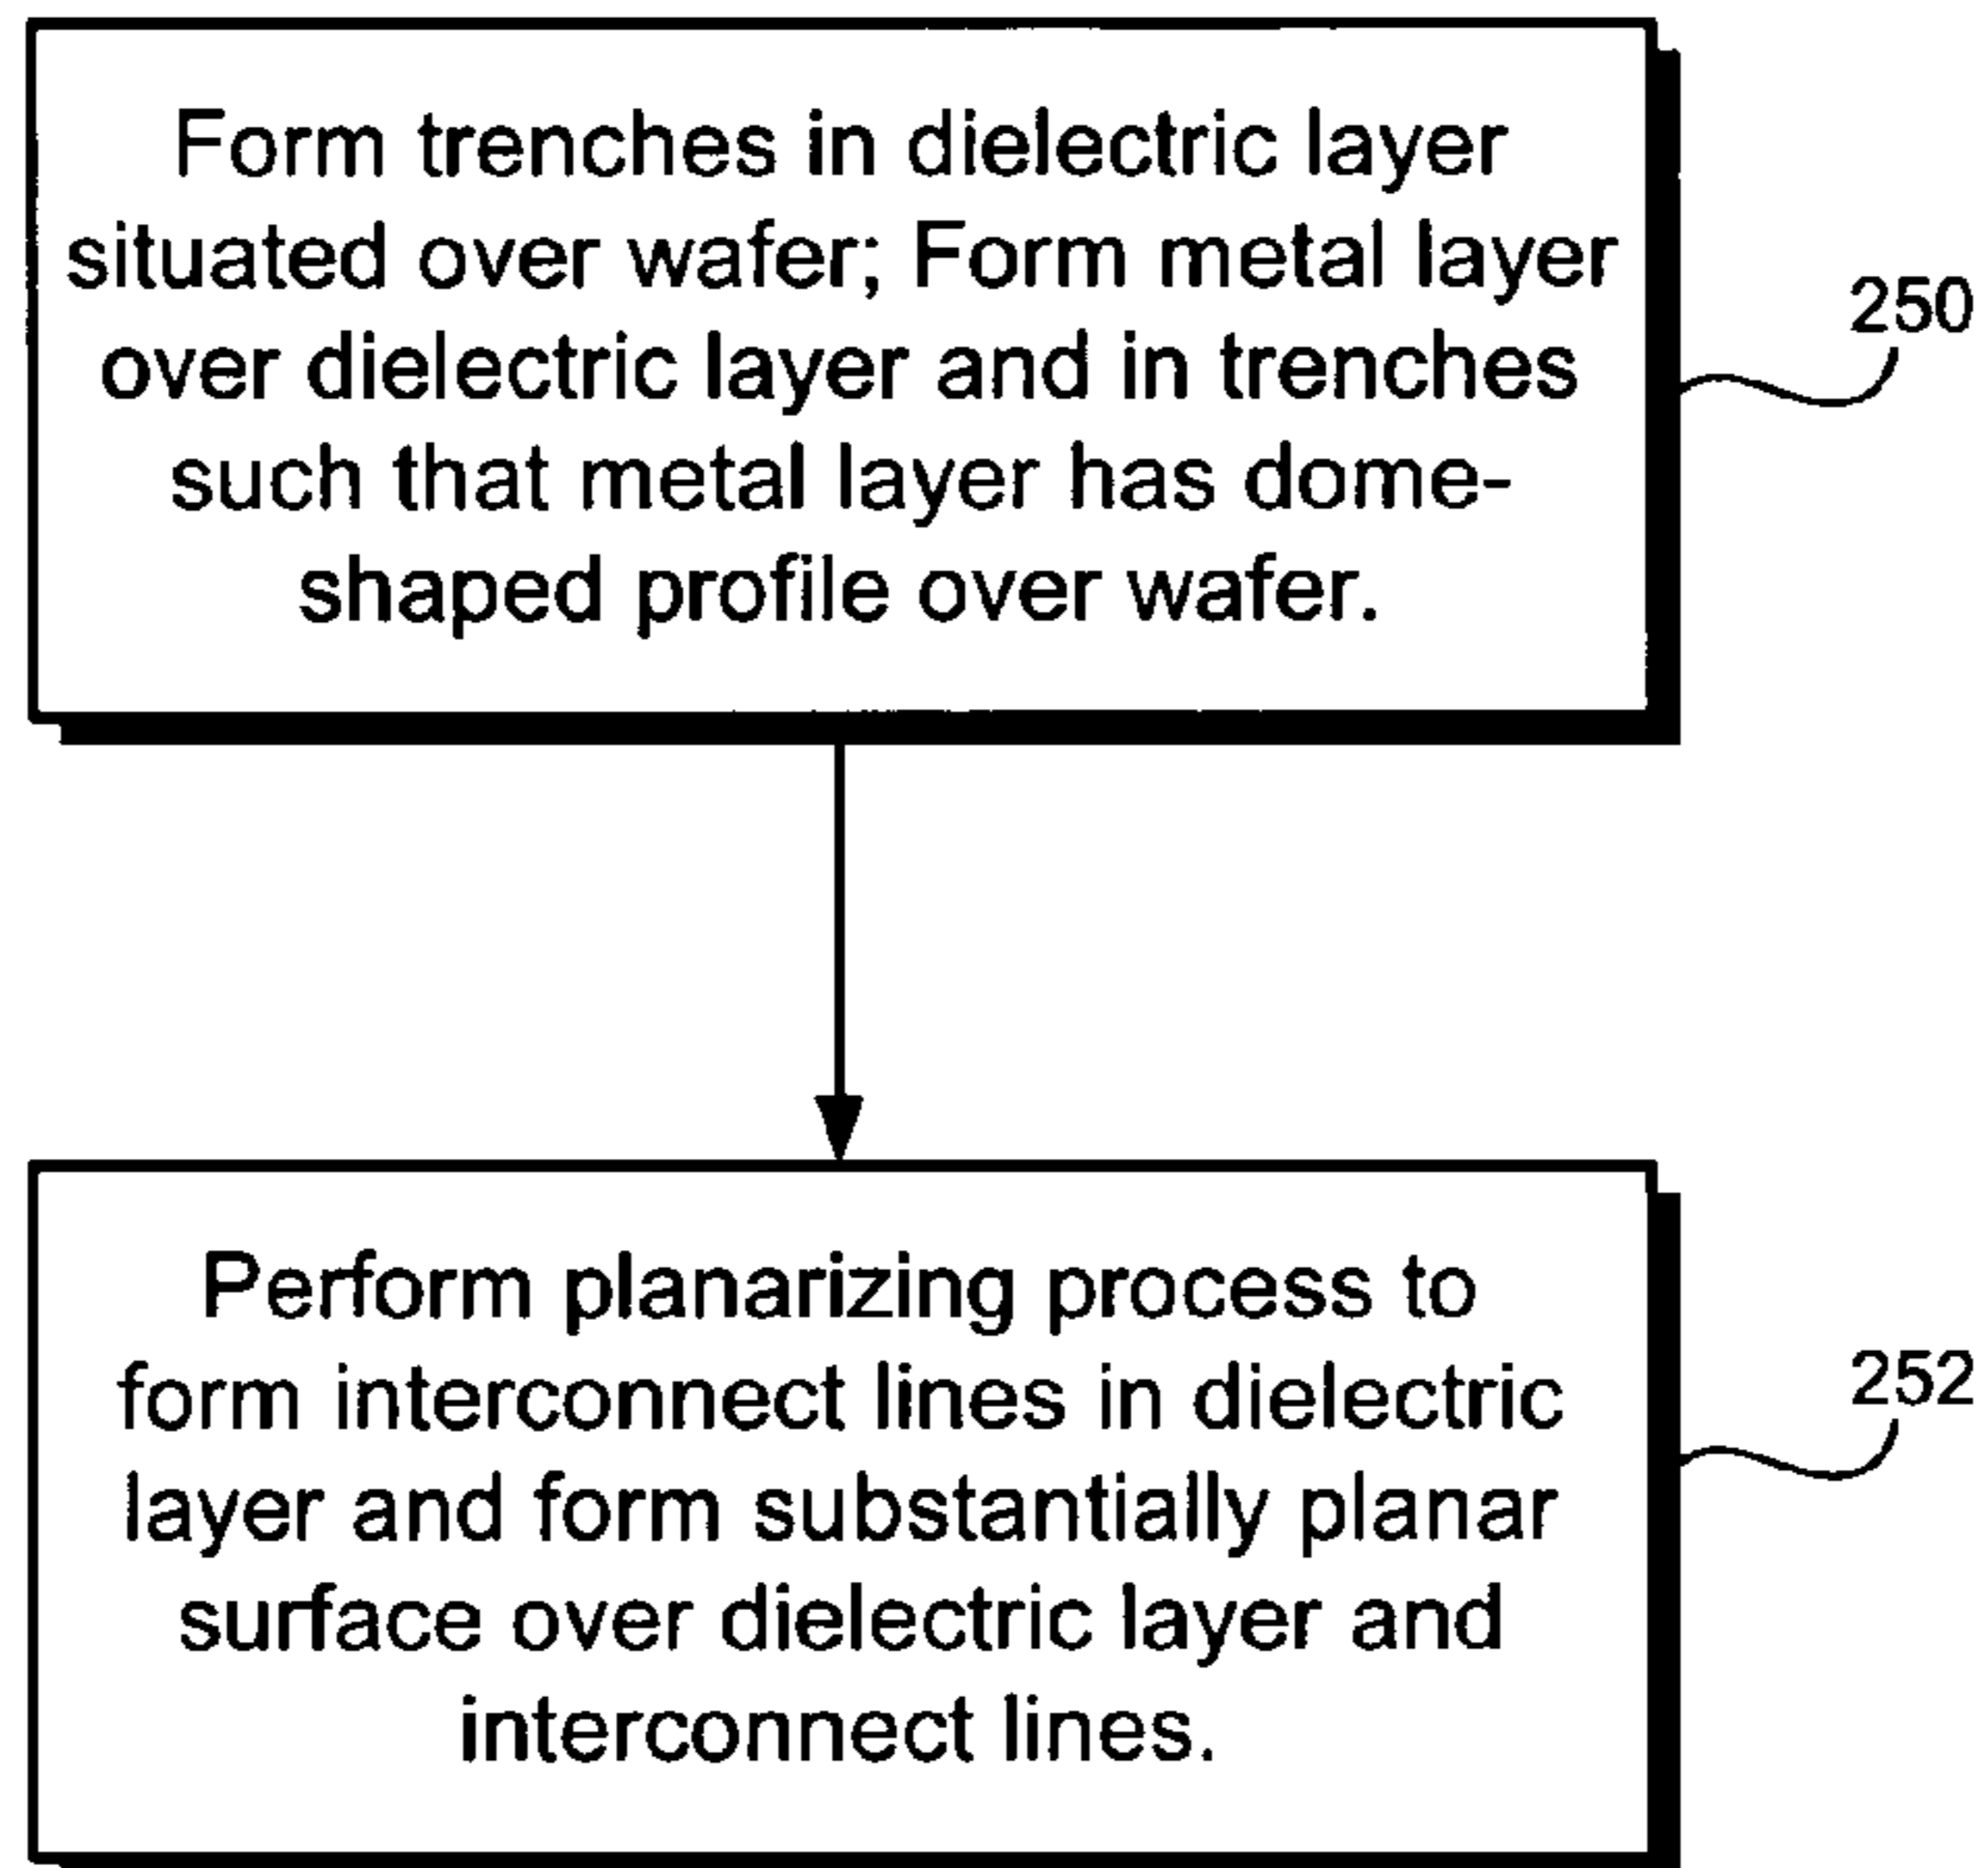 Form trenches in dielectric layer
situated over wafer; Form metal layer
over dielectric layer and in trenches
such that metal layer has dome-
shaped profile over wafer.
250
Perform planarizing process to
form interconnect lines in dielectric
layer and form substantially planar
surface over dielectric layer and
interconnect lines.
252